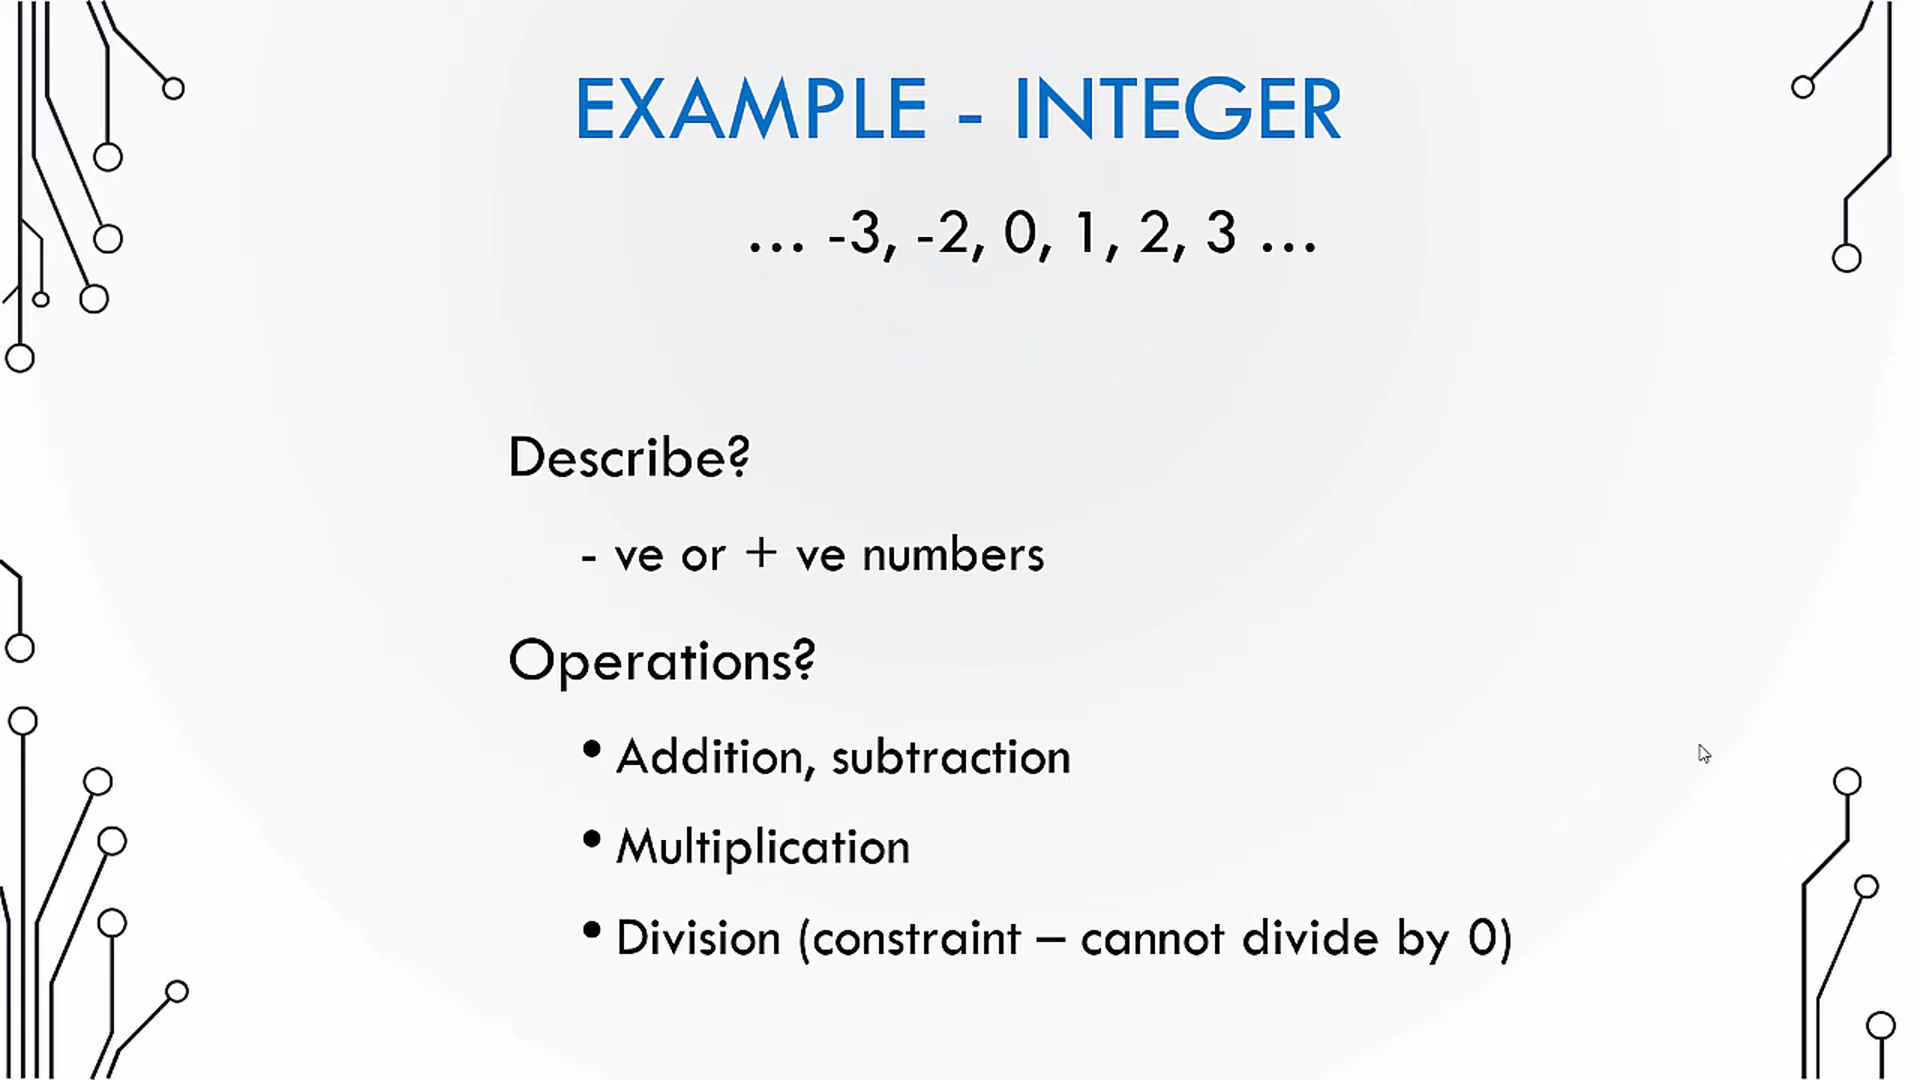 EXAMPLE - INTEGER
... -3, -2, 0, 1, 2, 3 ...
Describe?
- ve or + ve numbers
Operations?
• Addition, subtraction
• Multiplication
• Division (constraint – cannot divide by 0)